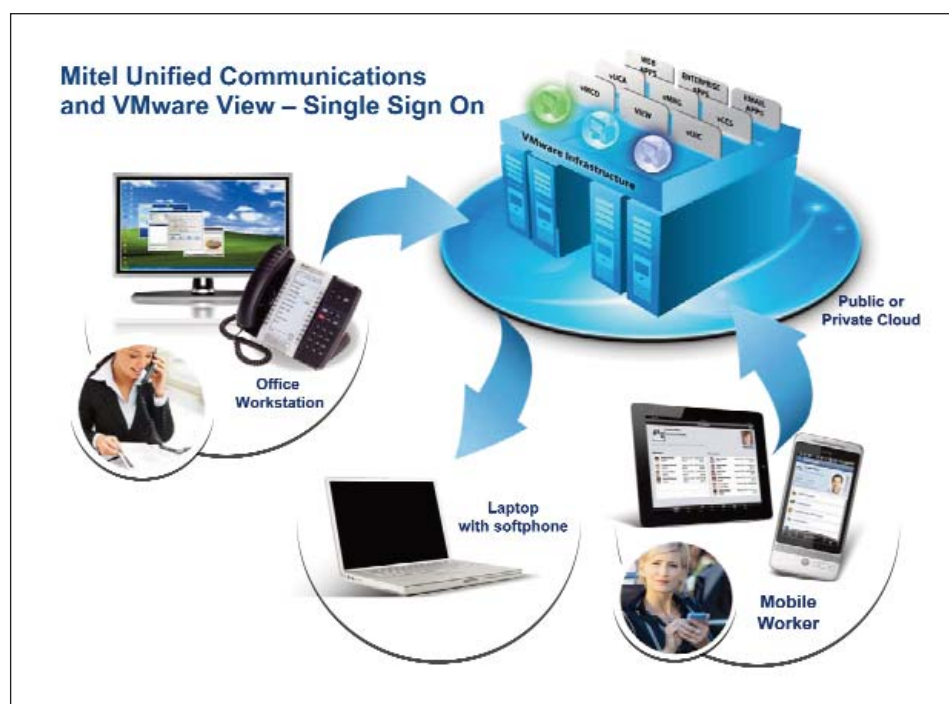 Mitel Unified Communications
and VMware View – Single Sign On
WEB
APPS
ENTERPRISE
APPS
EMAIL
APPS
vUCA
vMBG
vCCS
vMCD
VIEW
VMware Infrastructure
Public or
Private Cloud
Office
Workstation
Laptop
with softphone
Mobile
Worker